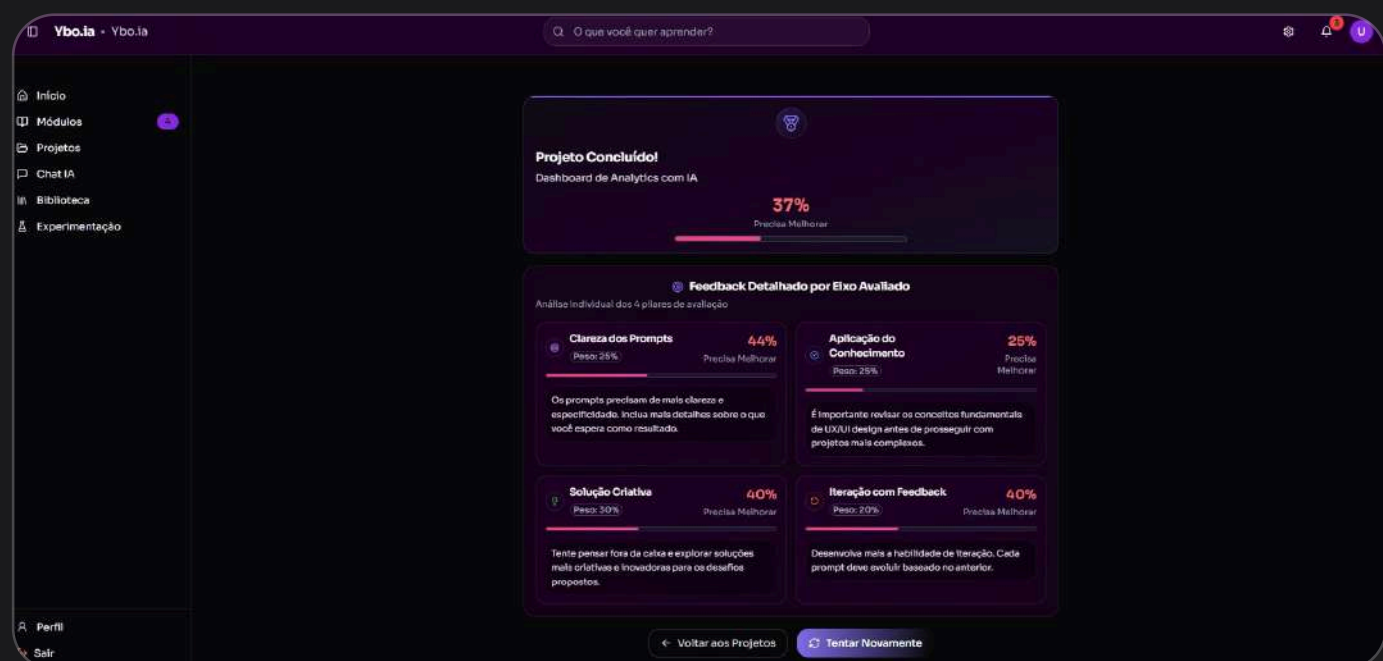 Ybo.ia • Ybo.ia
O que você quer aprender?
U
Início
Módulos
4
Projetos
Chat IA
Biblioteca
Experimentação
Projeto Concluído!
Dashboard de Analytics com IA
37%
Precisa Melhorar
Feedback Detalhado por Eixo Avaliado
Análise individual dos 4 pilares de avaliação
Clareza dos Prompts
44%
Peso: 25%
Precisa Melhorar
Os prompts precisam de mais clareza e
especificidade. Inclua mais detalhes sobre o que
você espera como resultado.
Aplicação do
Conhecimento
25%
Peso: 25%
Precisa
Melhorar
É importante revisar os conceitos fundamentais
de UX/UI design antes de prosseguir com
projetos mais complexos.
Solução Criativa
40%
Peso: 30%
Precisa Melhorar
Tente pensar fora da caixa e explorar soluções
mais criativas e inovadoras para os desafios
propostos.
Iteração com Feedback
40%
Peso: 20%
Precisa Melhorar
Desenvolva mais a habilidade de iteração. Cada
prompt deve evoluir baseado no anterior.
Voltar aos Projetos
Tentar Novamente
Perfil
Sair